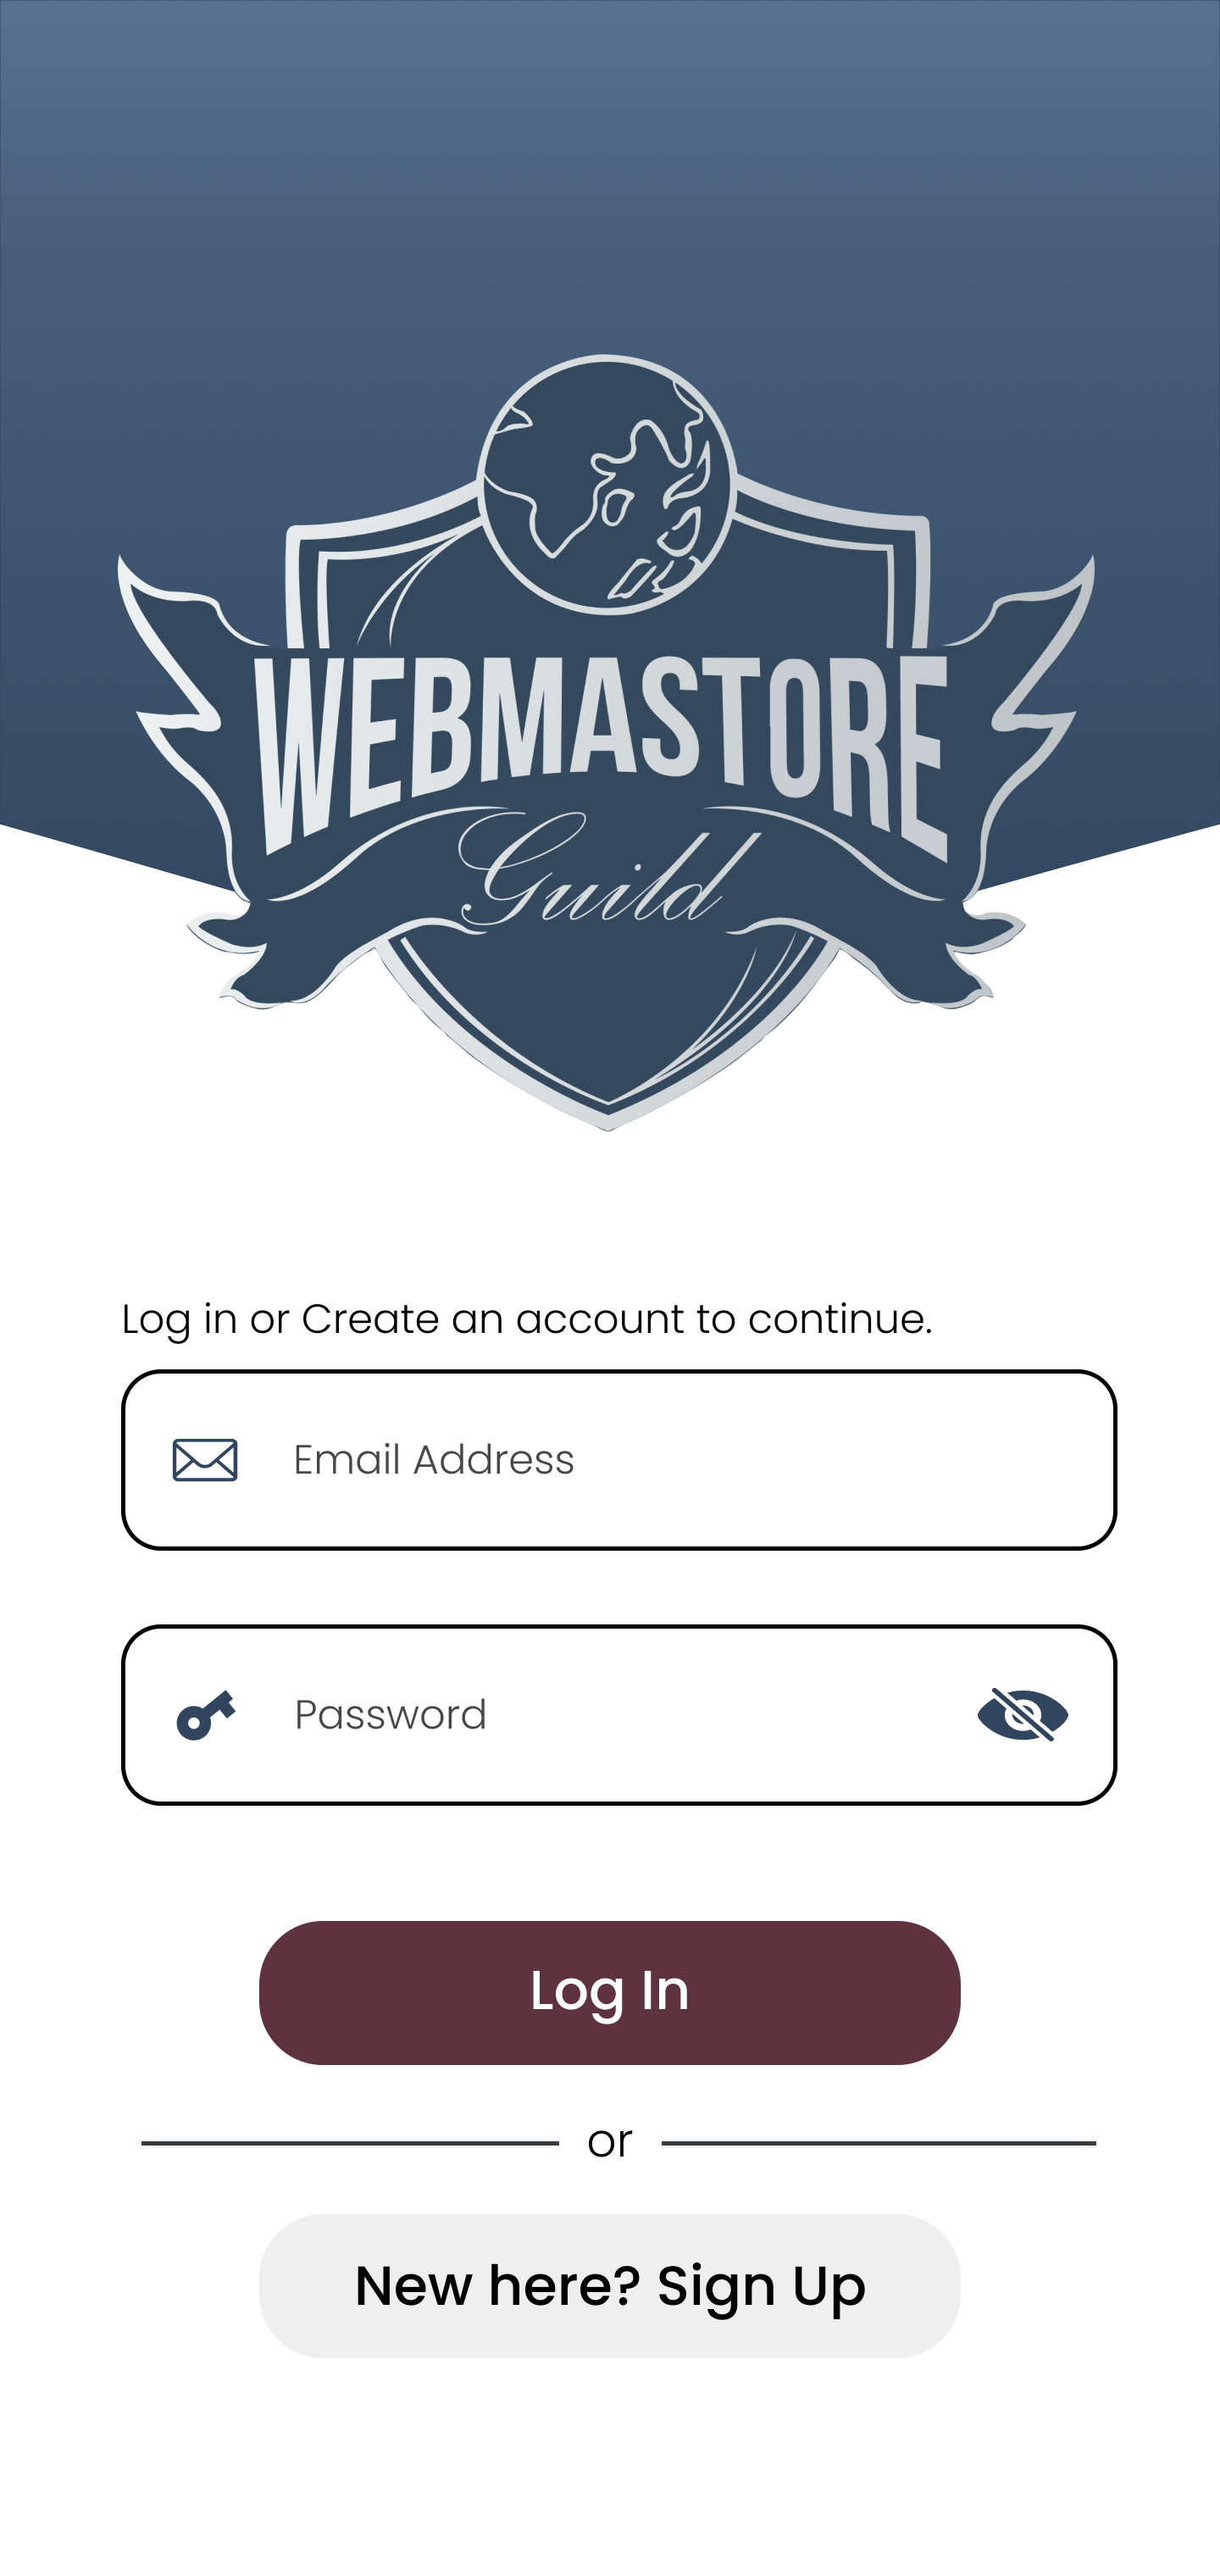 WEBMASTORE
Guild
Log in or Create an account to continue.
Email Address
Password
Log In
or
New here? Sign Up